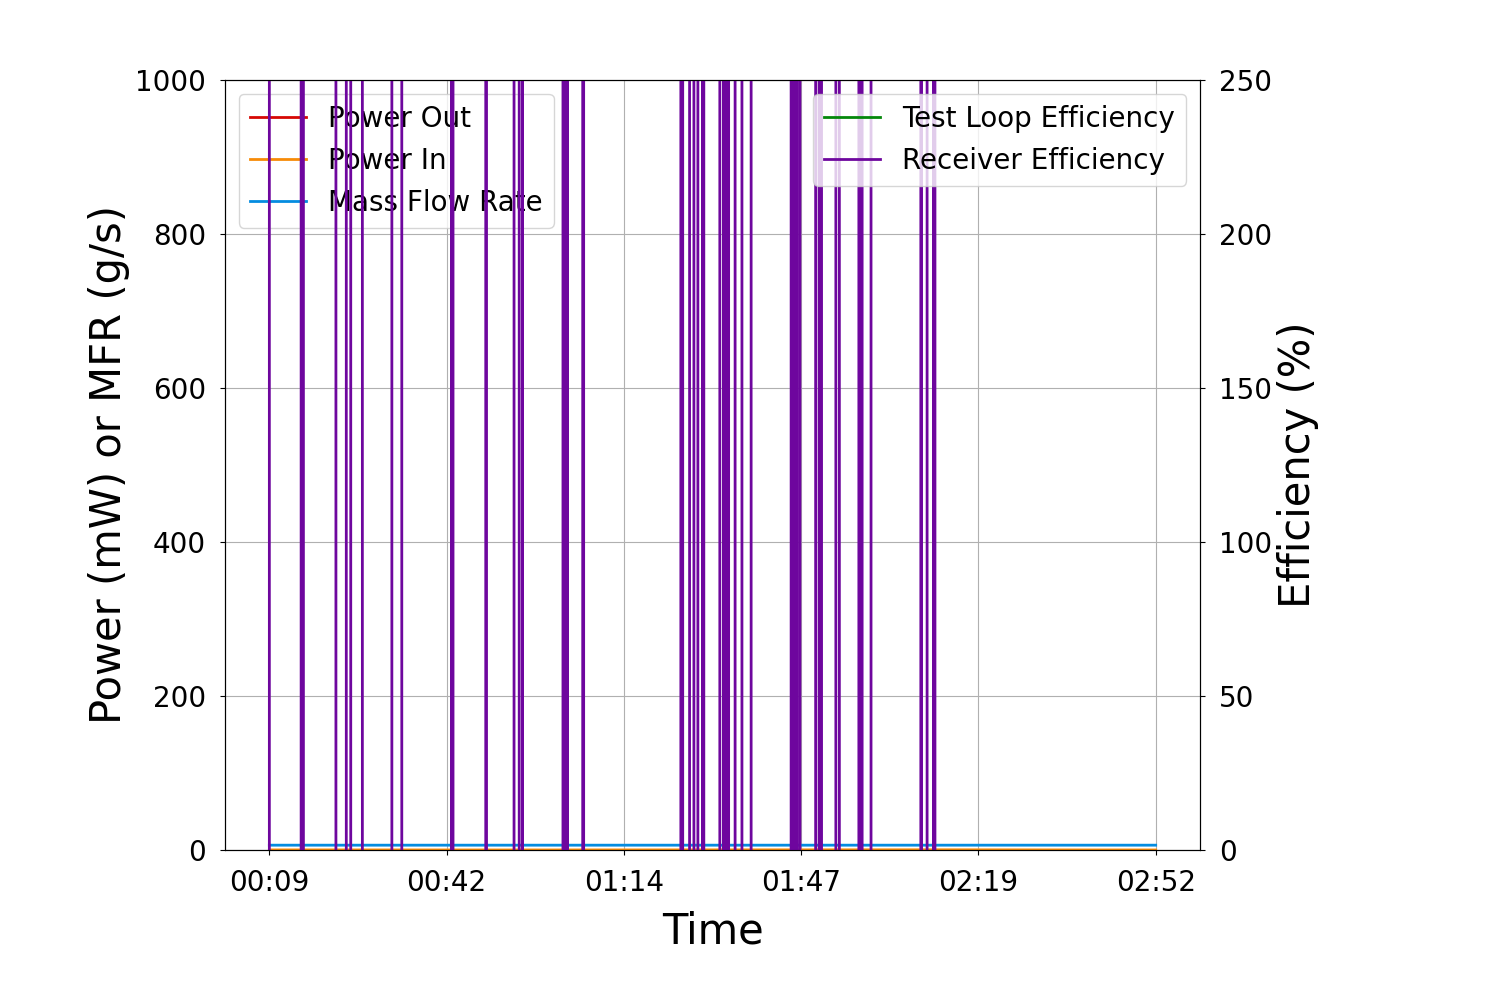 1000
800
600
400
200
0
Power (mW) or MFR (g/s)
Power Out
Power In
Mass Flow Rate
Test Loop Efficiency
Receiver Efficiency
250
200
150
100
50
0
Efficiency (%)
00:09 00:42 01:14 01:47 02:19 02:52
Time